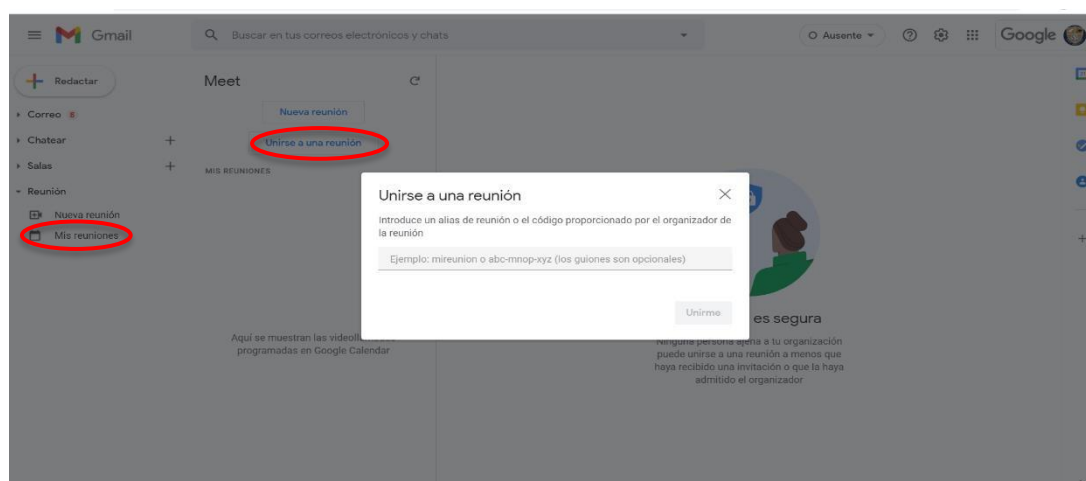 Gmail
Buscar en tus correos electrónicos y chats
Ausente
Google
Redactar
Correo 8
Chatear
Salas
Reunión
Nueva reunión
Mis reuniones
Meet
Nueva reunión
Unirse a una reunión
MIS REUNIONES
Aquí se muestran las
programadas en Google Calendar
Unirse a una reunión
Introduce un alias de reunión o el código proporcionado por el organizador de
la reunión
Ejemplo: mireunion o abc-mnop-xyz (los guiones son opcionales)
Unirme
es segura
Ninguna persona ajena a tu organización
puede unirse a una reunión a menos que
haya recibido una invitación o que la haya
admitido el organizador